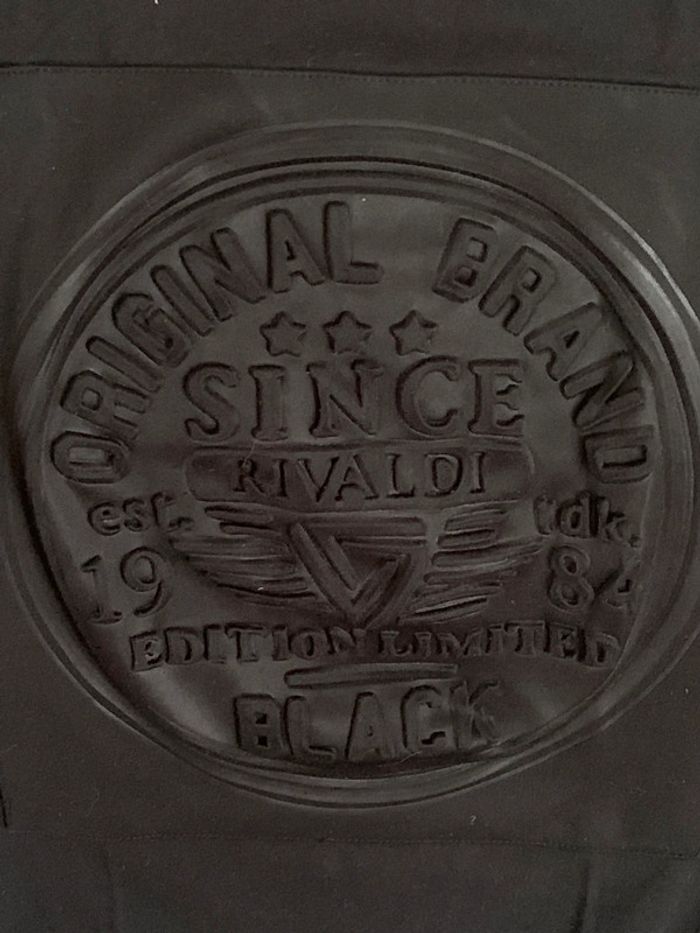 ORIGINAL BRAND
SINCE
RIVALDI
est. tdk.
19 84
EDITION LIMITED
BLACK